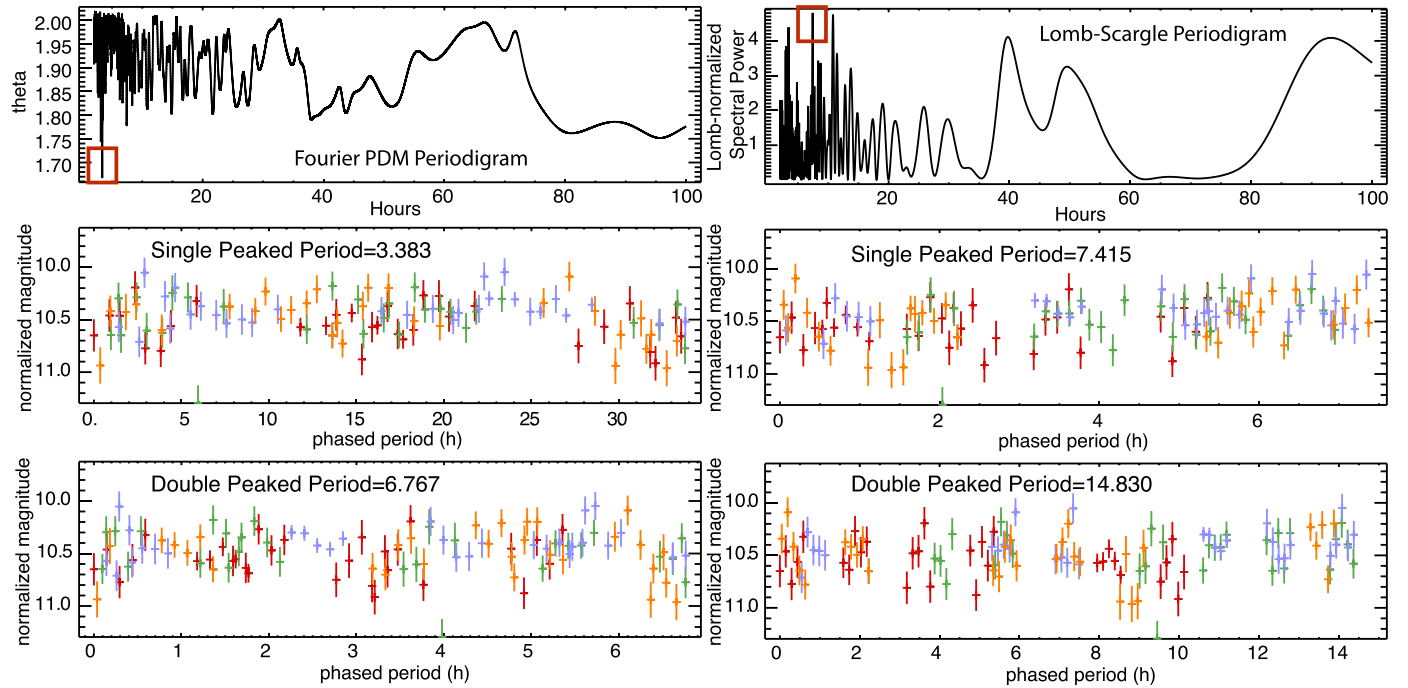 theta
2.00
1.95
1.90
1.85
1.80
1.75
1.70
Fourier PDM Periodigram
20 40 60 80 100
Hours
Lomb-normalized
Spectral Power
4
3
2
1
Lomb-Scargle Periodigram
20 40 60 80 100
Hours
normalized magnitude
10.0
10.5
11.0
Single Peaked Period=3.383
0. 5 10 15 20 25 30
phased period (h)
normalized magnitude
10.0
10.5
11.0
Single Peaked Period=7.415
0 2 4 6
phased period (h)
normalized magnitude
10.0
10.5
11.0
Double Peaked Period=6.767
0 1 2 3 4 5 6
phased period (h)
normalized magnitude
10.0
10.5
11.0
Double Peaked Period=14.830
0 2 4 6 8 10 12 14
phased period (h)